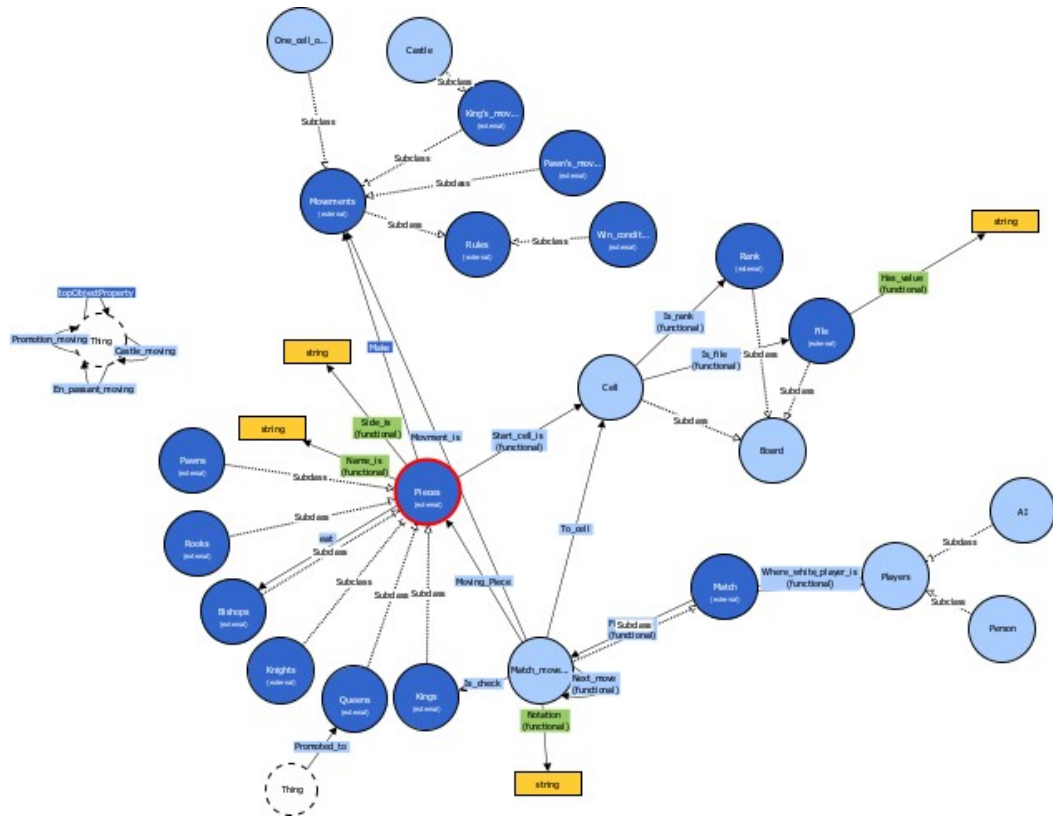 One_cell_o...
Castle
Subclass
King's_mov...
(external)
Subclass
Subclass
Pawn's_mov...
(external)
Subclass
Movements
(external)
Subclass
Rules
(external)
Subclass
Win_condit...
(external)
string
Rank
(external)
Has_value
(functional)
topObjectProperty
Promotion_moving
Thing
Castle_moving
En_passant_moving
Is_rank
(functional)
File
(external)
string
Make
Is_file
(functional)
Subclass
Cell
Subclass
Subclass
string
Side_is
(functional)
Movment_is
Start_cell_is
(functional)
Board
Name_is
(functional)
Pawns
(external)
Subclass
Pieces
(external)
AI
Rooks
(external)
Subclass
eat
Subclass
To_cell
Subclass
Bishops
(external)
Subclass
Subclass
Subclass
Moving_Piece
Match
(external)
Where_white_player_is
(functional)
Players
Subclass
Person
Subclass
(functional)
Knights
(external)
Queens
(external)
Kings
(external)
Is_check
Match_move...
Next_move
(functional)
Notation
(functional)
Promoted_to
Thing
string